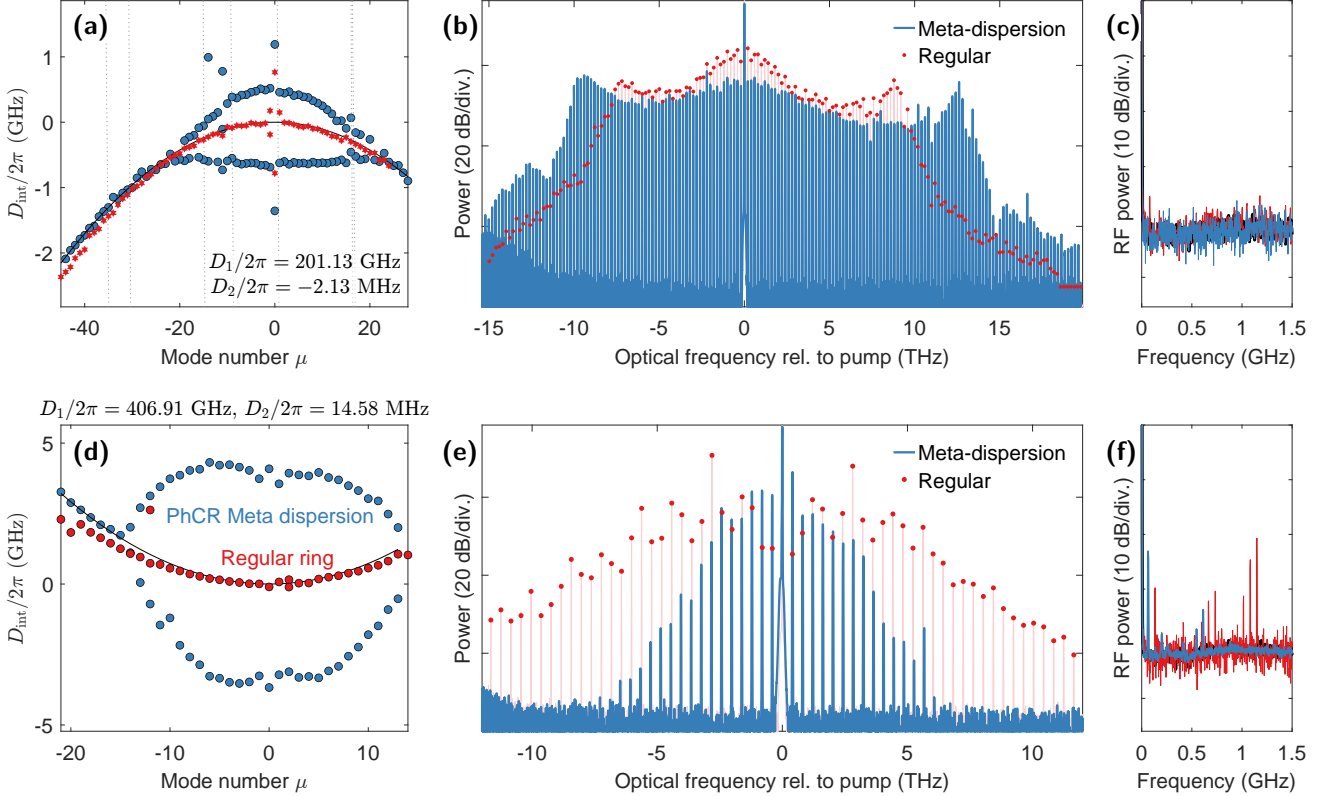 (a)
D_int/2π (GHz)
1
0
-1
-2
D₁/2π = 201.13 GHz
D₂/2π = −2.13 MHz
-40
-20
0
20
Mode number μ
(b)
Meta-dispersion
Regular
Power (20 dB/div.)
-15
-10
-5
0
5
10
15
Optical frequency rel. to pump (THz)
(c)
RF power (10 dB/div.)
0
0.5
1
1.5
Frequency (GHz)
D₁/2π = 406.91 GHz, D₂/2π = 14.58 MHz
(d)
D_int/2π (GHz)
5
0
-5
PhCR Meta dispersion
Regular ring
-20
-10
0
10
Mode number μ
(e)
Meta-dispersion
Regular
Power (20 dB/div.)
-10
-5
0
5
10
Optical frequency rel. to pump (THz)
(f)
RF power (10 dB/div.)
0
0.5
1
1.5
Frequency (GHz)